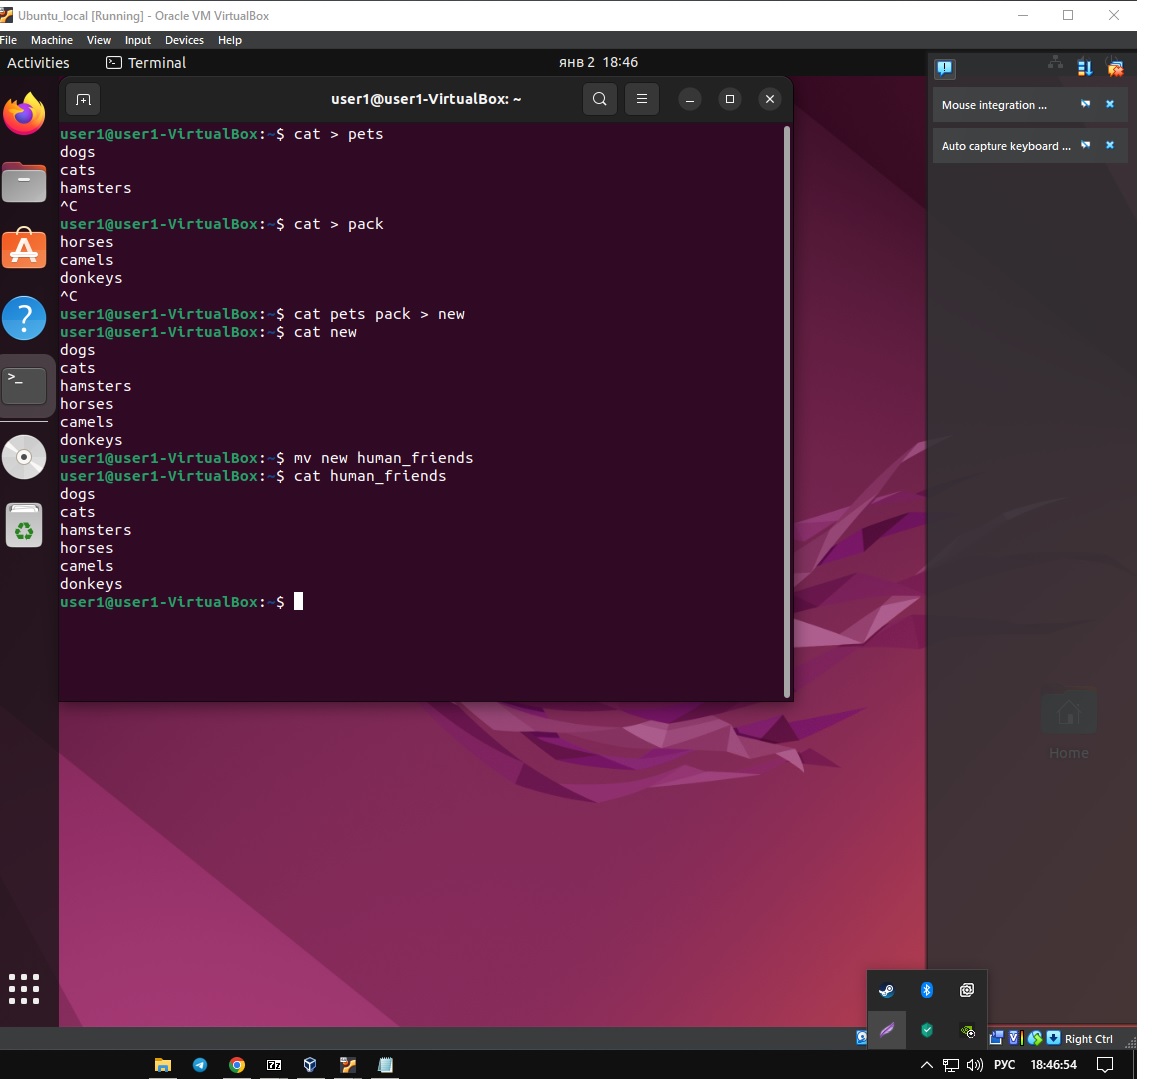 Ubuntu_local [Running] - Oracle VM VirtualBox
File Machine View Input Devices Help
Activities Terminal янв 2 18:46
user1@user1-VirtualBox: ~
Mouse integration ...
Auto capture keyboard ...
user1@user1-VirtualBox:~$ cat > pets
dogs
cats
hamsters
^C
user1@user1-VirtualBox:~$ cat > pack
horses
camels
donkeys
^C
user1@user1-VirtualBox:~$ cat pets pack > new
user1@user1-VirtualBox:~$ cat new
dogs
cats
hamsters
horses
camels
donkeys
user1@user1-VirtualBox:~$ mv new human_friends
user1@user1-VirtualBox:~$ cat human_friends
dogs
cats
hamsters
horses
camels
donkeys
user1@user1-VirtualBox:~$
Home
Right Ctrl
РУС 18:46:54